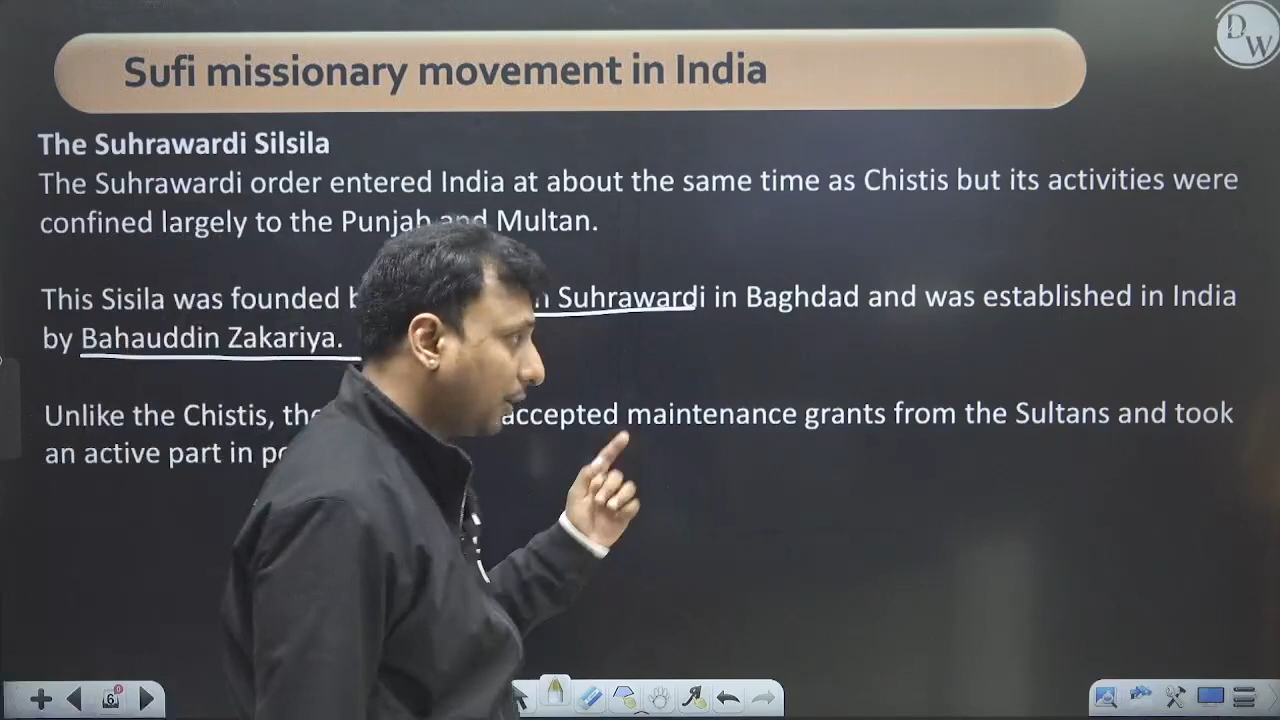 Sufi missionary movement in India
DW
The Suhrawardi Silsila
The Suhrawardi order entered India at about the same time as Chistis but its activities were
confined largely to the Punjab and Multan.
This Sisila was founded Suhrawardi in Baghdad and was established in India
by Bahauddin Zakariya.
Unlike the Chistis, accepted maintenance grants from the Sultans and took
an active part in
6